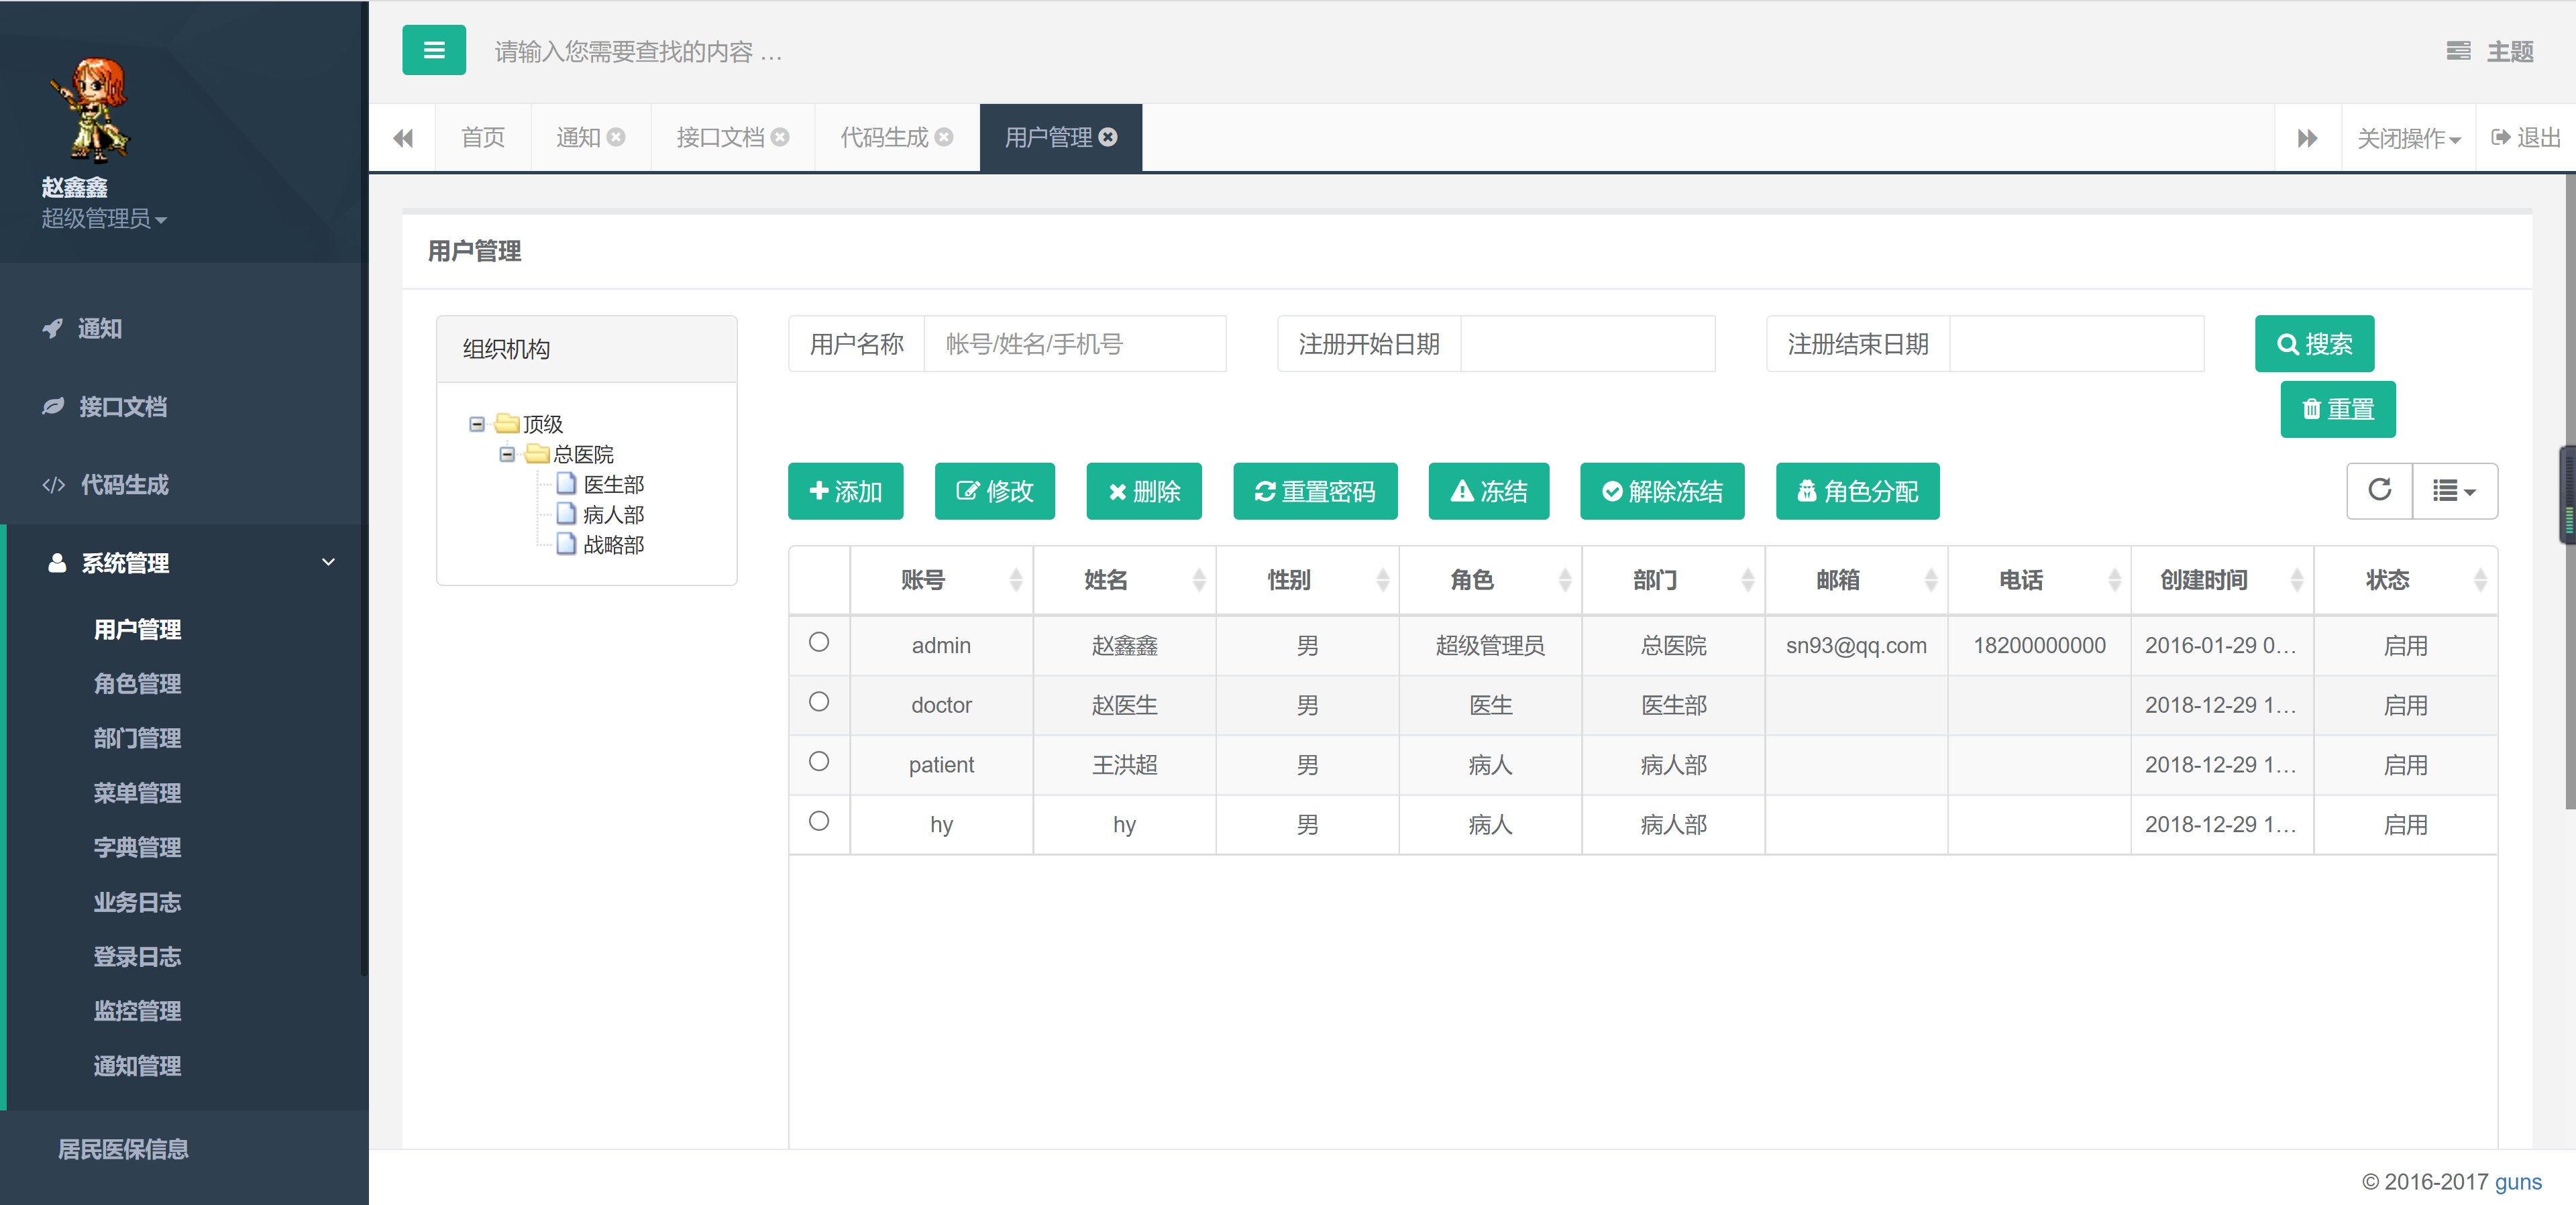 赵鑫鑫
超级管理员
通知
接口文档
代码生成
系统管理
用户管理
角色管理
部门管理
菜单管理
字典管理
业务日志
登录日志
监控管理
通知管理
居民医保信息
请输入您需要查找的内容 …
主题
首页 通知 接口文档 代码生成 用户管理 关闭操作 退出
用户管理
组织机构
顶级
总医院
医生部
病人部
战略部
用户名称 帐号/姓名/手机号 注册开始日期 注册结束日期 搜索
重置
添加 修改 删除 重置密码 冻结 解除冻结 角色分配
账号 姓名 性别 角色 部门 邮箱 电话 创建时间 状态
admin 赵鑫鑫 男 超级管理员 总医院 sn93@qq.com 18200000000 2016-01-29 0... 启用
doctor 赵医生 男 医生 医生部 2018-12-29 1... 启用
patient 王洪超 男 病人 病人部 2018-12-29 1... 启用
hy hy 男 病人 病人部 2018-12-29 1... 启用
© 2016-2017 guns